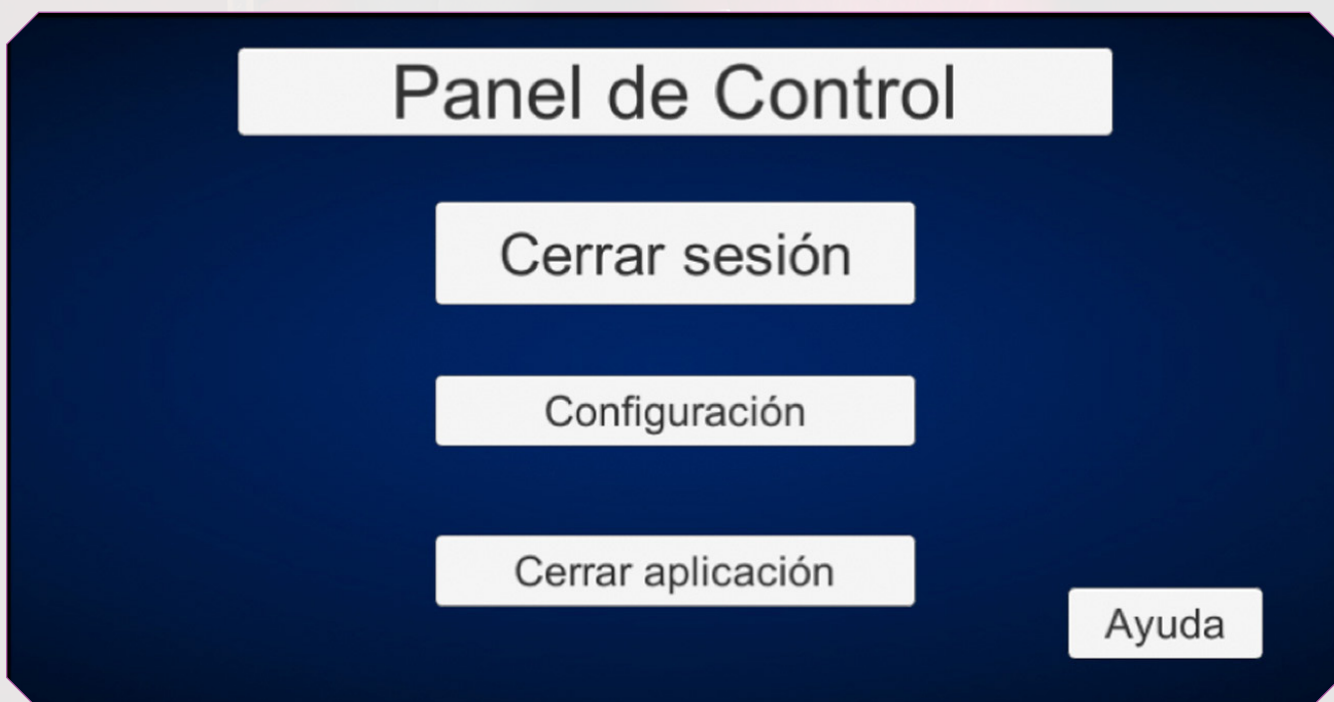 Panel de Control
Cerrar sesión
Configuración
Cerrar aplicación
Ayuda